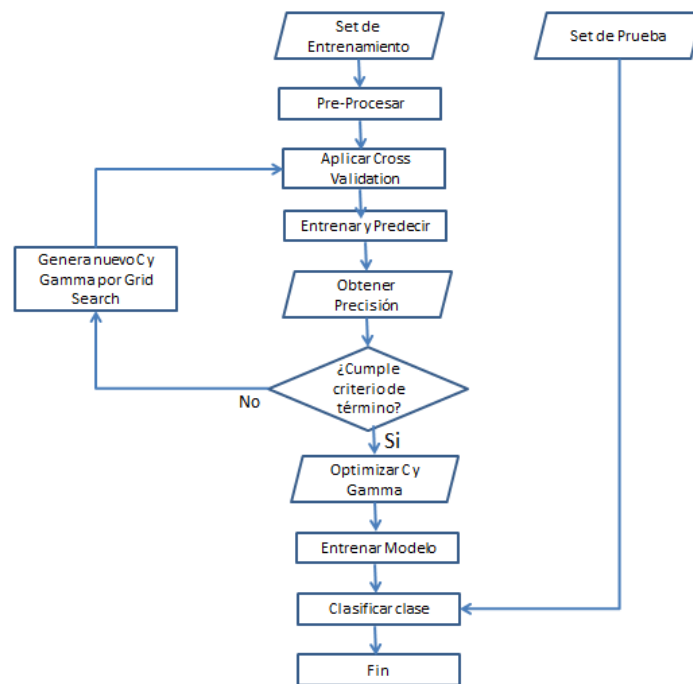 Set de
Entrenamiento
Set de Prueba
Pre-Procesar
Aplicar Cross
Validation
Entrenar y Predecir
Genera nuevo C y
Gamma por Grid
Search
Obtener
Precisión
¿Cumple
criterio de
término?
No
Si
Optimizar C y
Gamma
Entrenar Modelo
Clasificar clase
Fin